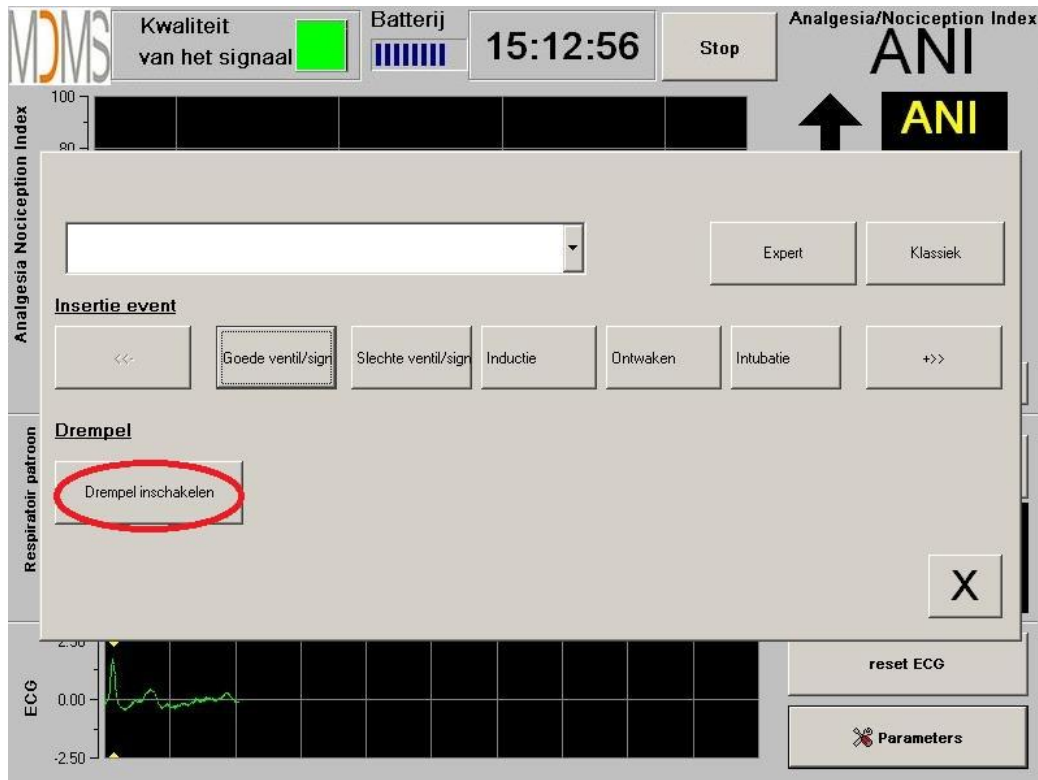 MDMS
Kwaliteit
van het signaal
Batterij
15:12:56
Stop
Analgesia/Nociception Index
ANI
ANI
Analgesia Nociception Index
100
80
Expert
Klassiek
Insertie event
<<-
Goede ventil/sign
Slechte ventil/sign
Inductie
Ontwaken
Intubatie
+>>
Drempel
Drempel inschakelen
Respiratoir patroon
X
ECG
2.50
0.00
-2.50
reset ECG
Parameters